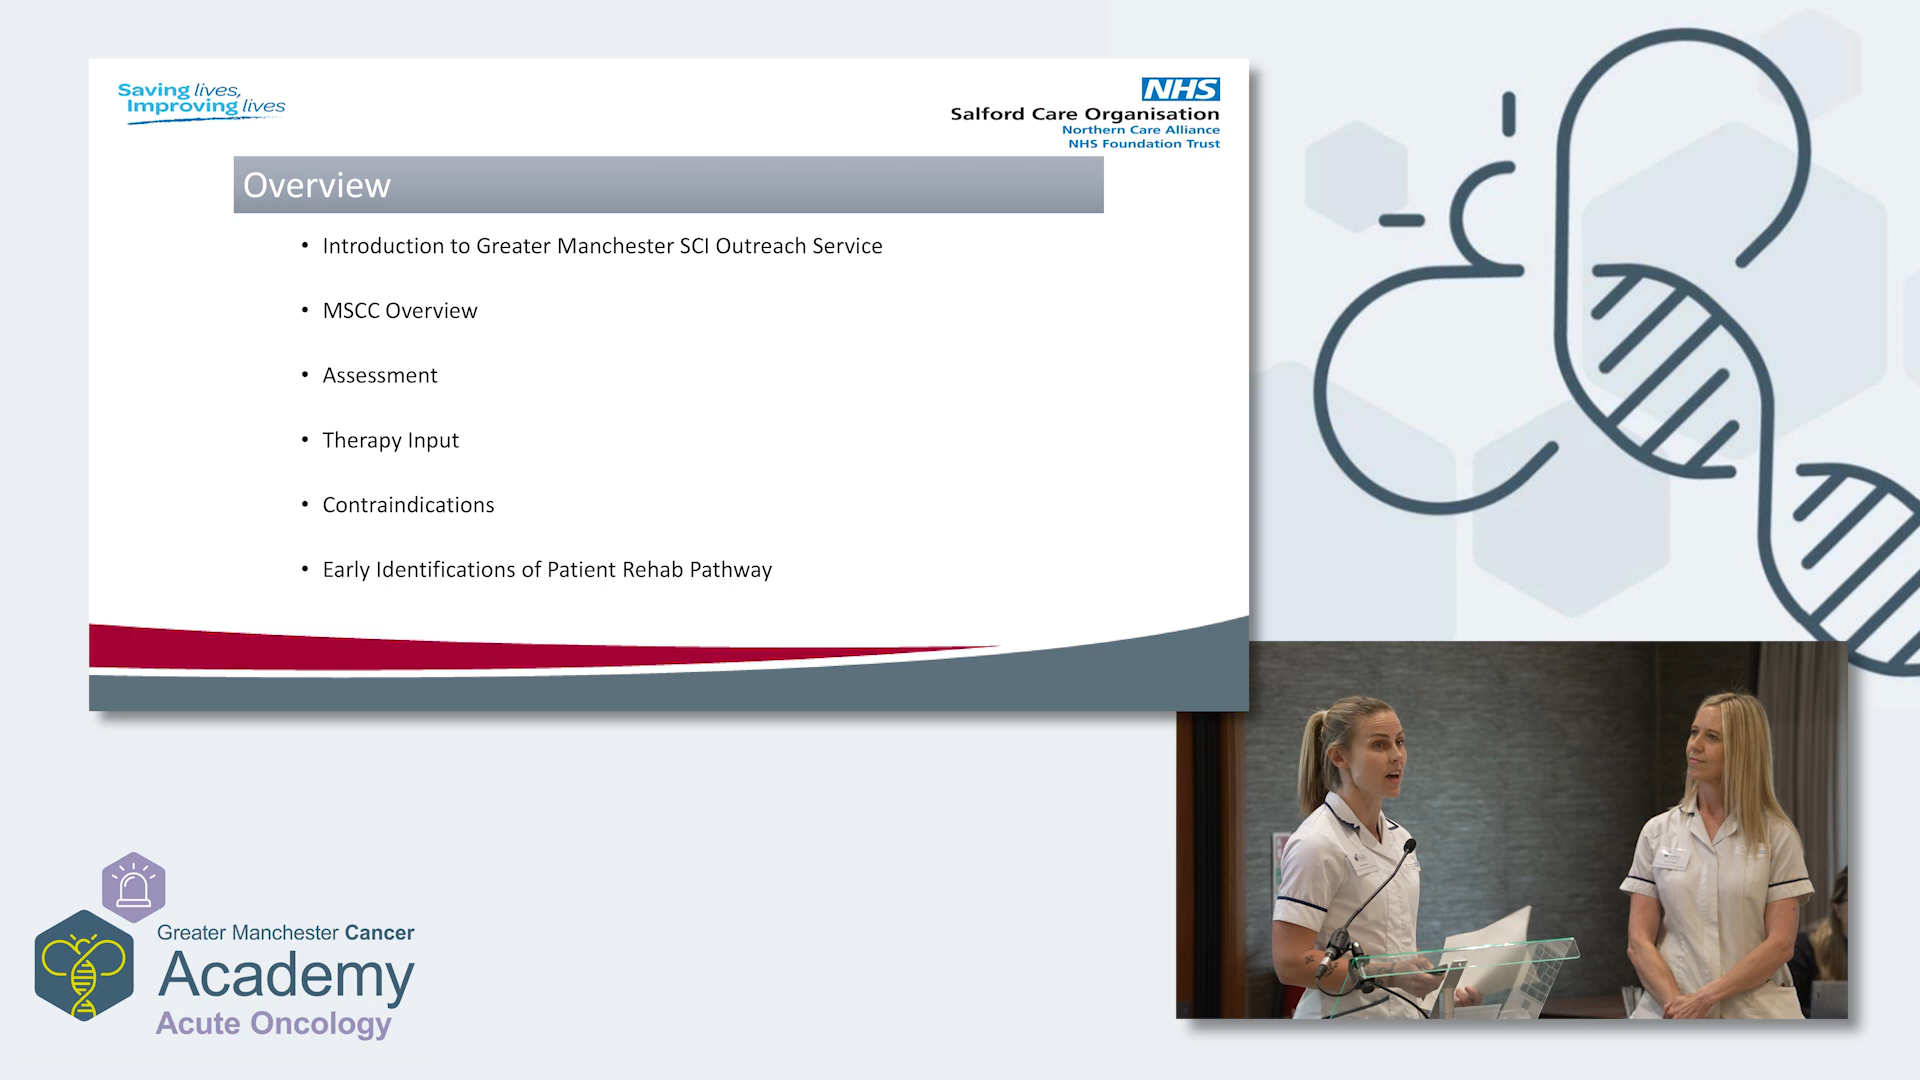 Saving lives,
Improving lives
NHS
Salford Care Organisation
Northern Care Alliance
NHS Foundation Trust
Overview
• Introduction to Greater Manchester SCI Outreach Service
• MSCC Overview
• Assessment
• Therapy Input
• Contraindications
• Early Identifications of Patient Rehab Pathway
Greater Manchester Cancer
Academy
Acute Oncology